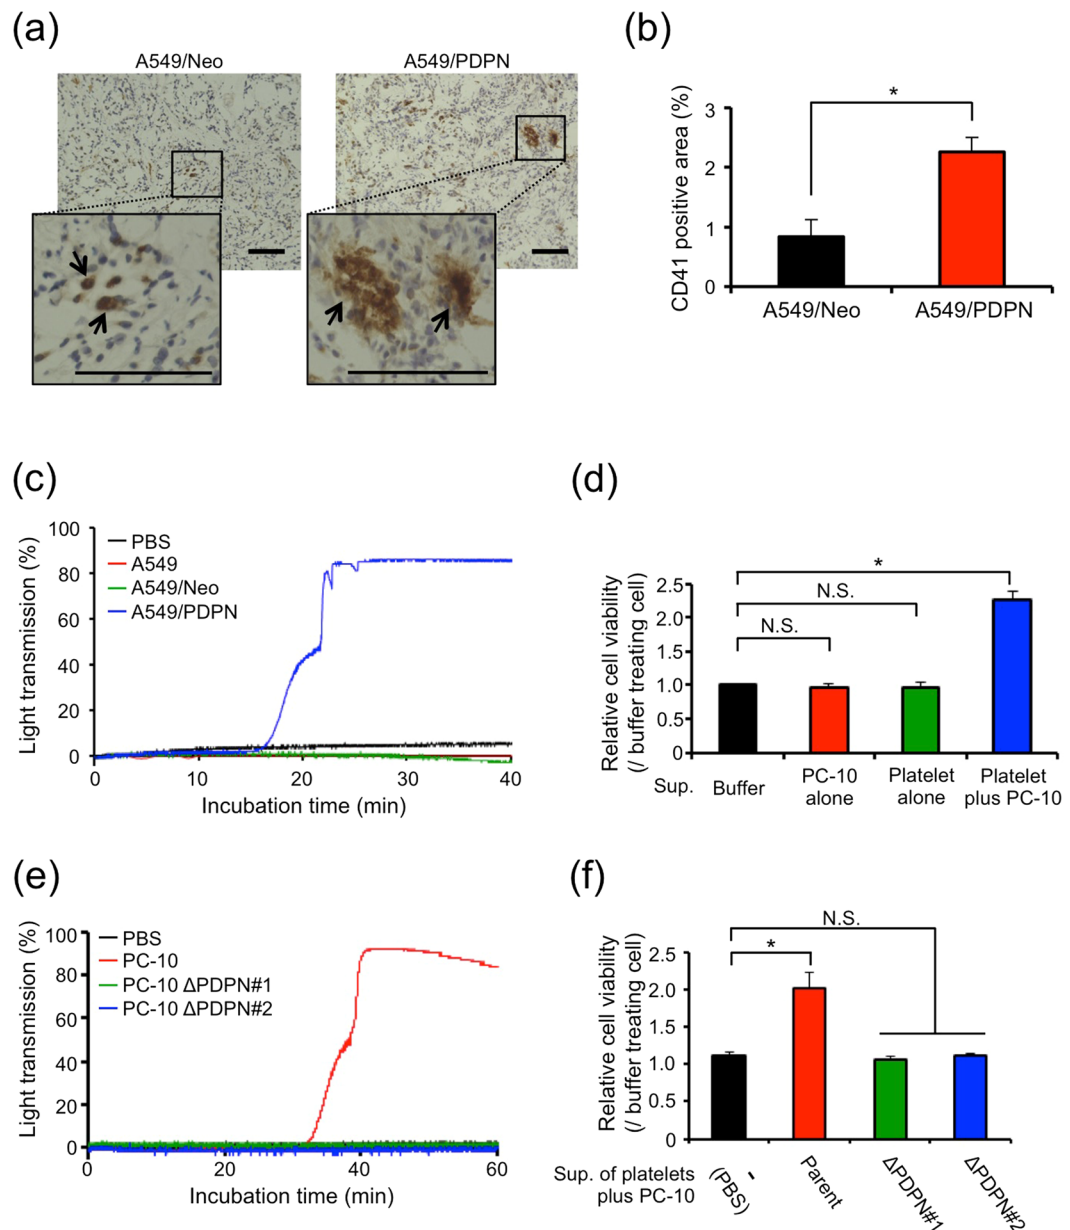 (a)
A549/Neo
A549/PDPN
(b)
CD41 positive area (%)
3
2
1
0
*
A549/Neo
A549/PDPN
(c)
Light transmission (%)
100
80
60
40
20
0
PBS
A549
A549/Neo
A549/PDPN
0
10
20
30
40
Incubation time (min)
(d)
Relative cell viability
(/ buffer treating cell)
2.5
2.0
1.5
1.0
0.5
0
*
N.S.
N.S.
Sup.
Buffer
PC-10
alone
Platelet
alone
Platelet
plus PC-10
(e)
Light transmission (%)
100
80
60
40
20
0
PBS
PC-10
PC-10 ΔPDPN#1
PC-10 ΔPDPN#2
0
20
40
60
Incubation time (min)
(f)
Relative cell viability
(/ buffer treating cell)
2.5
2.0
1.5
1.0
0.5
0
N.S.
*
Sup. of platelets
plus PC-10
-
(PBS)
Parent
ΔPDPN#1
ΔPDPN#2